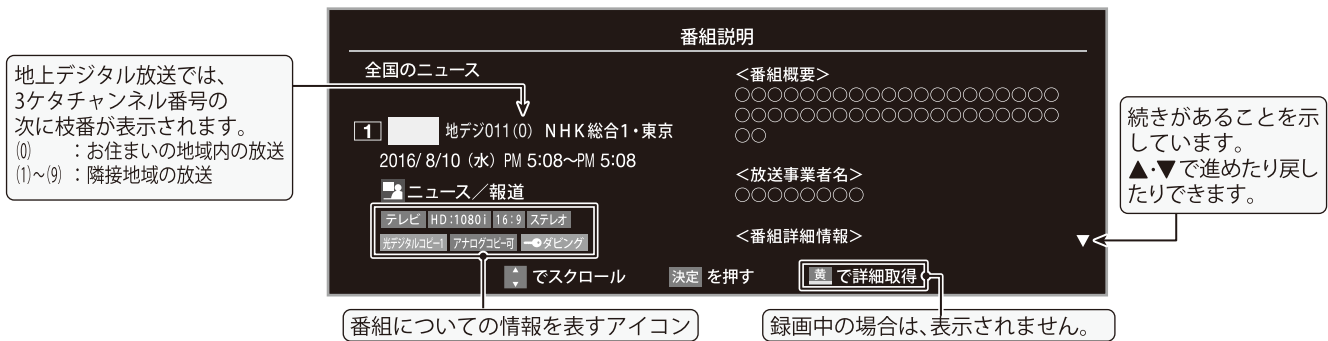 番組説明
地上デジタル放送では、
3ケタチャンネル番号の
次に枝番が表示されます。
(0) ：お住まいの地域内の放送
(1)～(9) ：隣接地域の放送
全国のニュース
1 地デジ011(0) NHK総合1・東京
2016/ 8/10 (水) PM 5:08～PM 5:08
ニュース／報道
テレビ HD:1080i 16:9 ステレオ
光デジタルコピー1 アナログコピー可 ダビング
＜番組概要＞
○○○○○○○○○○○○○○○○○○○
○○○○○○○○○○○○○○○○○○○
○○
＜放送事業者名＞
○○○○○○○○
＜番組詳細情報＞
▼
でスクロール 決定 を押す 黄 で詳細取得
続きがあることを示
しています。
▲・▼で進めたり戻し
たりできます。
番組についての情報を表すアイコン
録画中の場合は、表示されません。